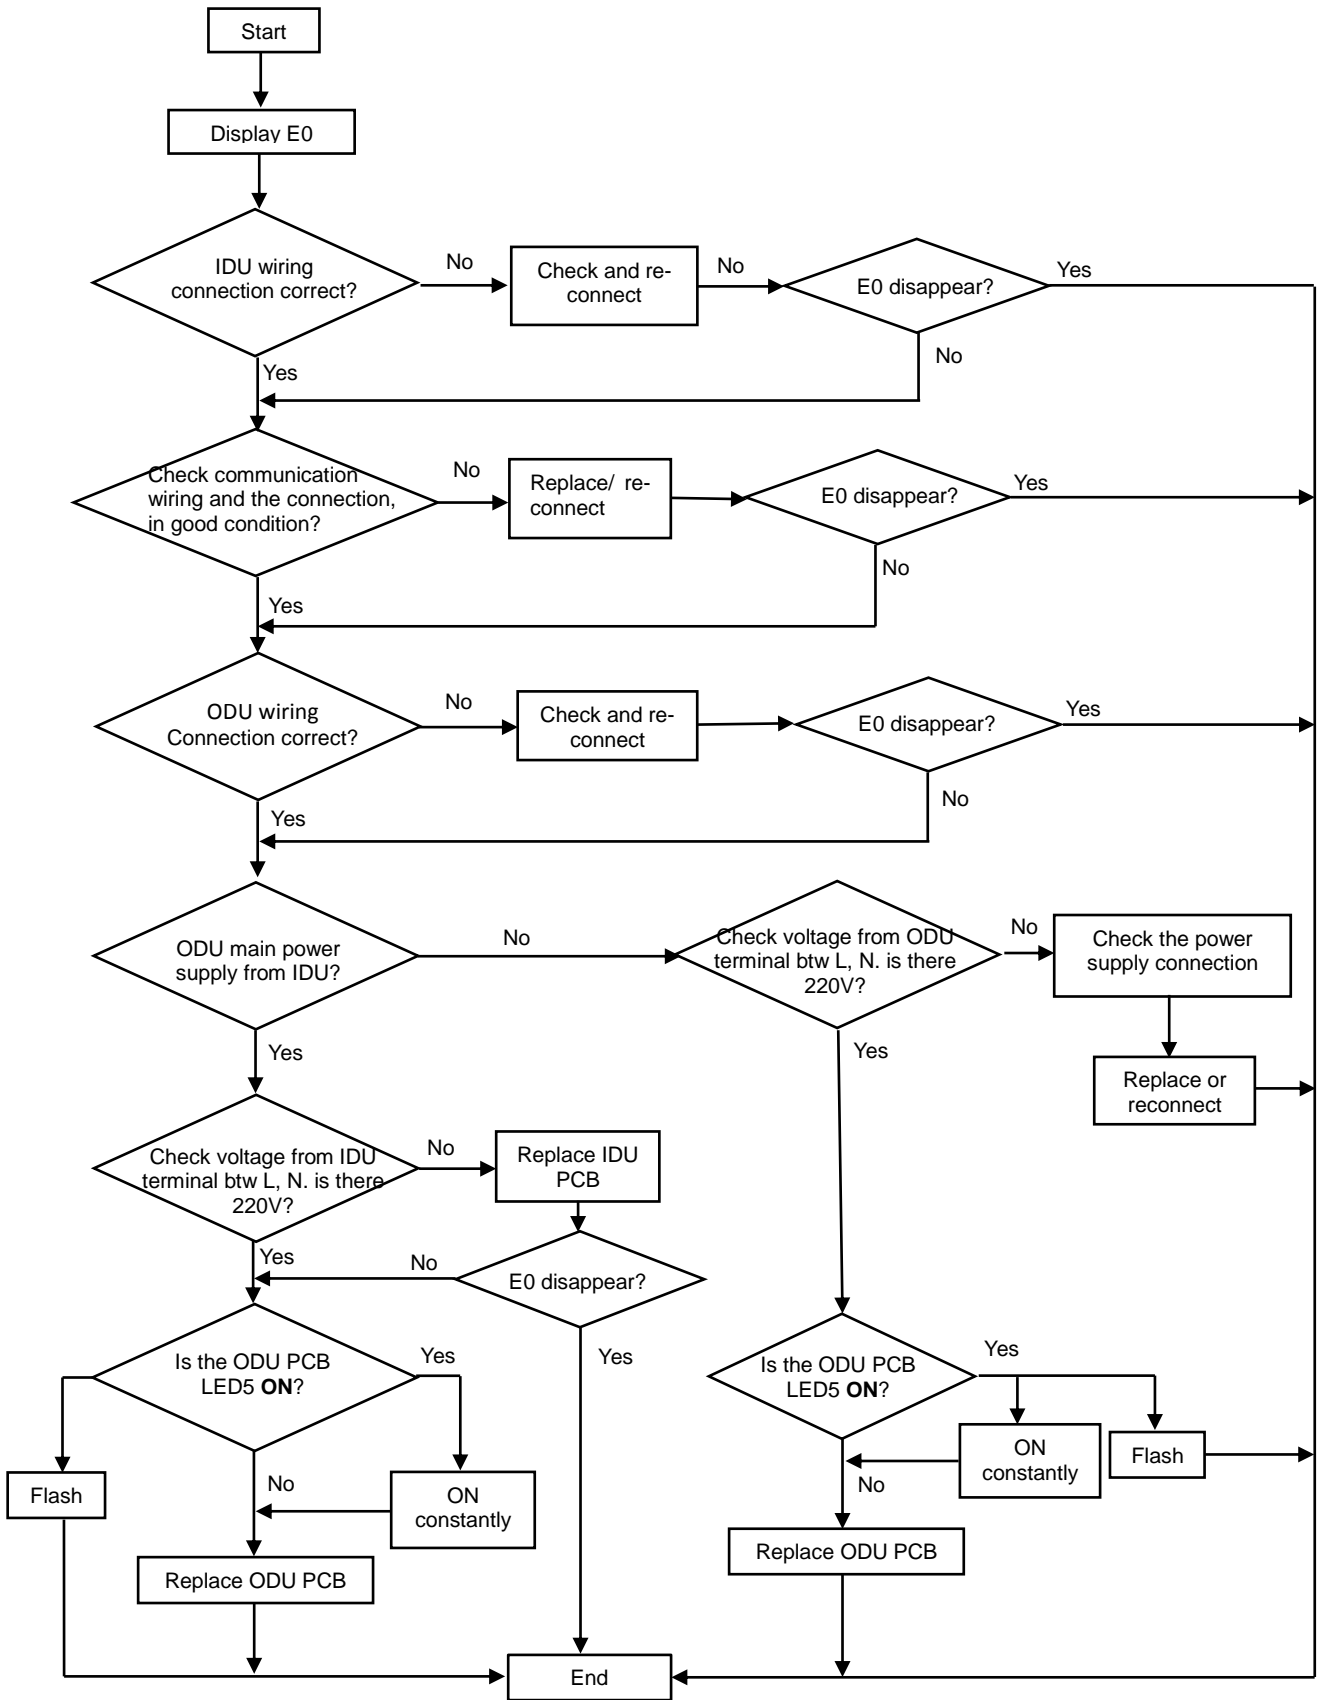 Start
Display E0
IDU wiring
connection correct?
No
Check and re-
connect
No
E0 disappear?
Yes
No
Yes
Check communication
wiring and the connection,
in good condition?
No
Replace/ re-
connect
E0 disappear?
Yes
No
Yes
ODU wiring
Connection correct?
No
Check and re-
connect
E0 disappear?
Yes
No
Yes
ODU main power
supply from IDU?
No
Check voltage from ODU
terminal btw L, N. is there
220V?
No
Check the power
supply connection
Yes
Yes
Replace or
reconnect
Check voltage from IDU
terminal btw L, N. is there
220V?
No
Replace IDU
PCB
Yes
No
E0 disappear?
Yes
Is the ODU PCB
LED5 ON?
Yes
Is the ODU PCB
LED5 ON?
Yes
Flash
No
ON
constantly
No
ON
constantly
Flash
Replace ODU PCB
Replace ODU PCB
End